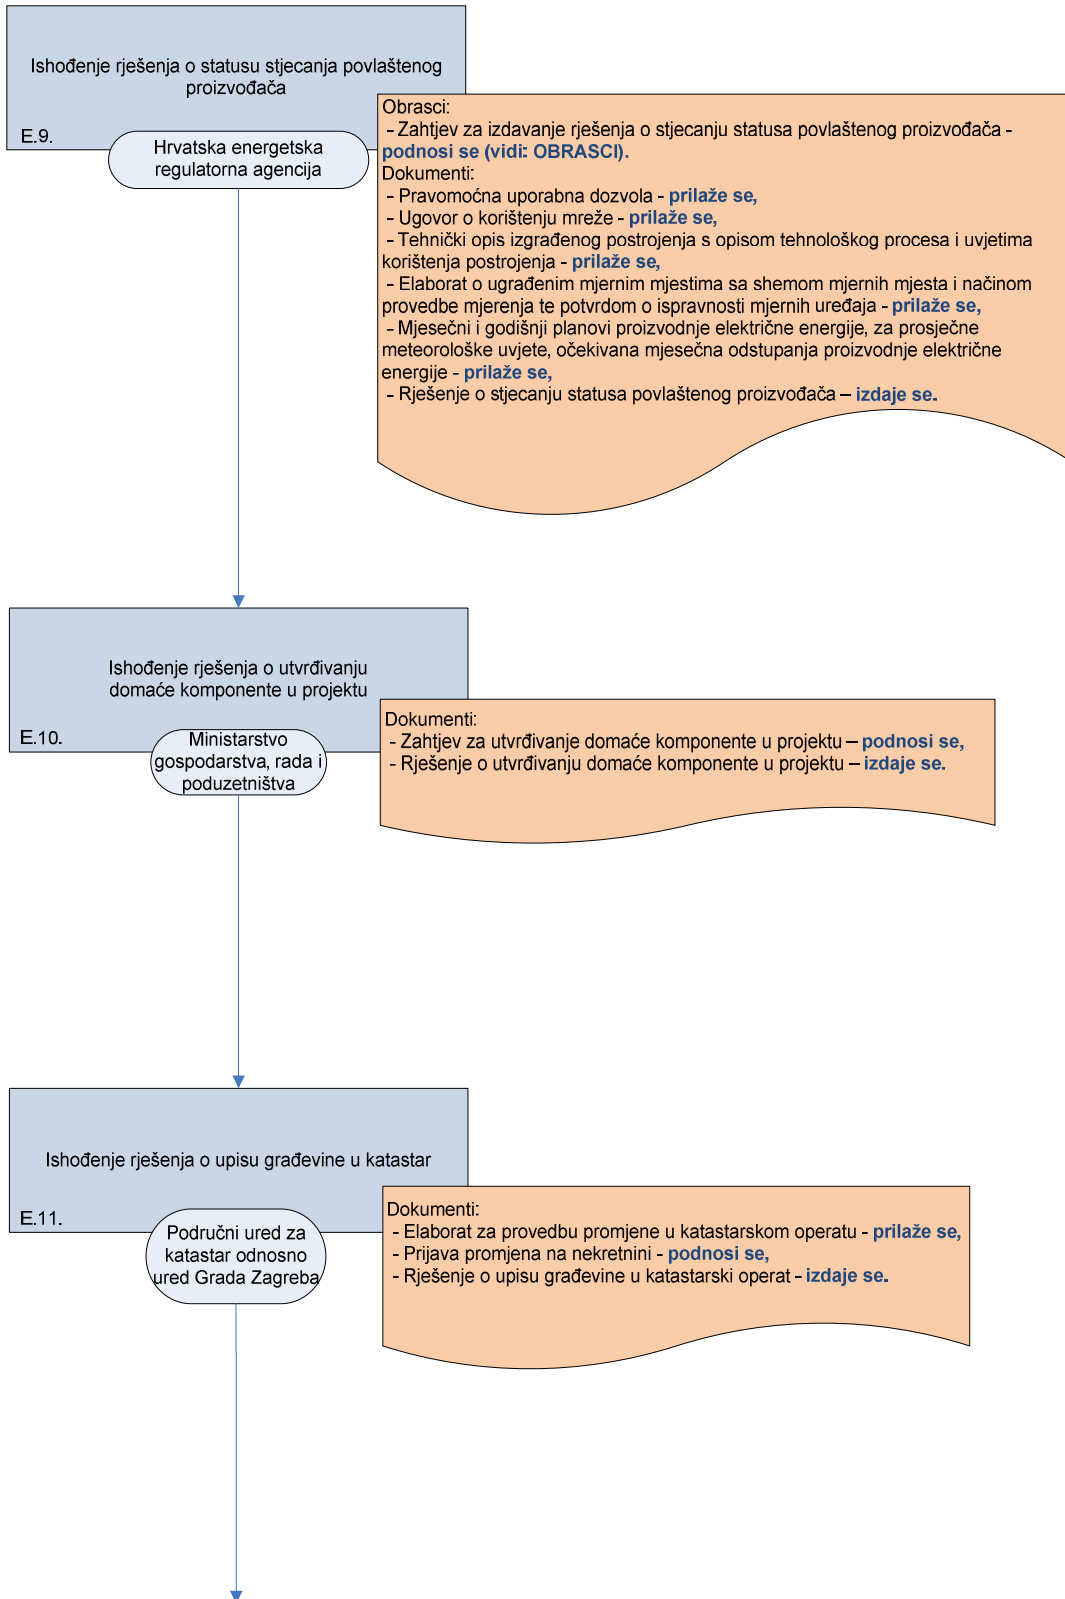 Ishođenje rješenja o statusu stjecanja povlaštenog
proizvođača
E.9.
Hrvatska energetska
regulatorna agencija
Obrasci:
- Zahtjev za izdavanje rješenja o stjecanju statusa povlaštenog proizvođača -
podnosi se (vidi: OBRASCI).
Dokumenti:
- Pravomoćna uporabna dozvola - prilaže se,
- Ugovor o korištenju mreže - prilaže se,
- Tehnički opis izgrađenog postrojenja s opisom tehnološkog procesa i uvjetima
korištenja postrojenja - prilaže se,
- Elaborat o ugrađenim mjernim mjestima sa shemom mjernih mjesta i načinom
provedbe mjerenja te potvrdom o ispravnosti mjernih uređaja - prilaže se,
- Mjesečni i godišnji planovi proizvodnje električne energije, za prosječne
meteorološke uvjete, očekivana mjesečna odstupanja proizvodnje električne
energije - prilaže se,
- Rješenje o stjecanju statusa povlaštenog proizvođača – izdaje se.
Ishođenje rješenja o utvrđivanju
domaće komponente u projektu
E.10.
Ministarstvo
gospodarstva, rada i
poduzetništva
Dokumenti:
- Zahtjev za utvrđivanje domaće komponente u projektu – podnosi se,
- Rješenje o utvrđivanju domaće komponente u projektu – izdaje se.
Ishođenje rješenja o upisu građevine u katastar
E.11.
Područni ured za
katastar odnosno
ured Grada Zagreba
Dokumenti:
- Elaborat za provedbu promjene u katastarskom operatu - prilaže se,
- Prijava promjena na nekretnini - podnosi se,
- Rješenje o upisu građevine u katastarski operat - izdaje se.